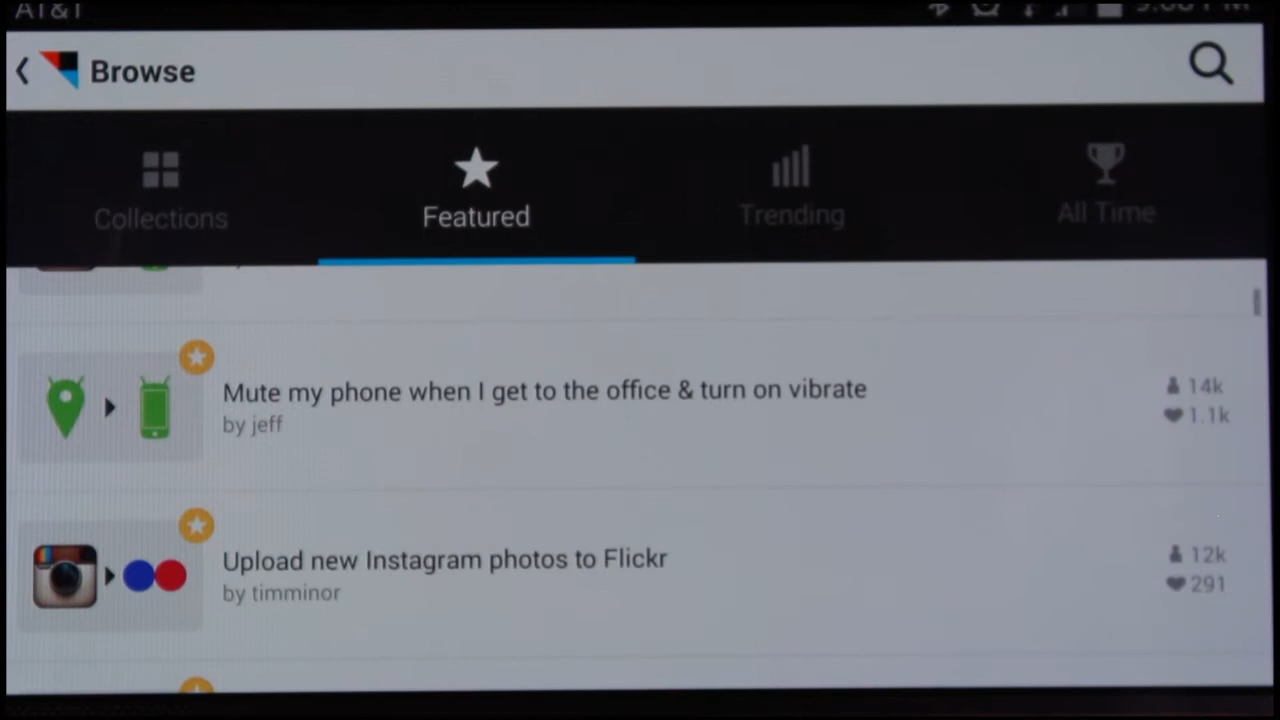 AT&T
Browse
Collections
Featured
Trending
All Time
Mute my phone when I get to the office & turn on vibrate
by jeff
14k
1.1k
Upload new Instagram photos to Flickr
by timminor
12k
291